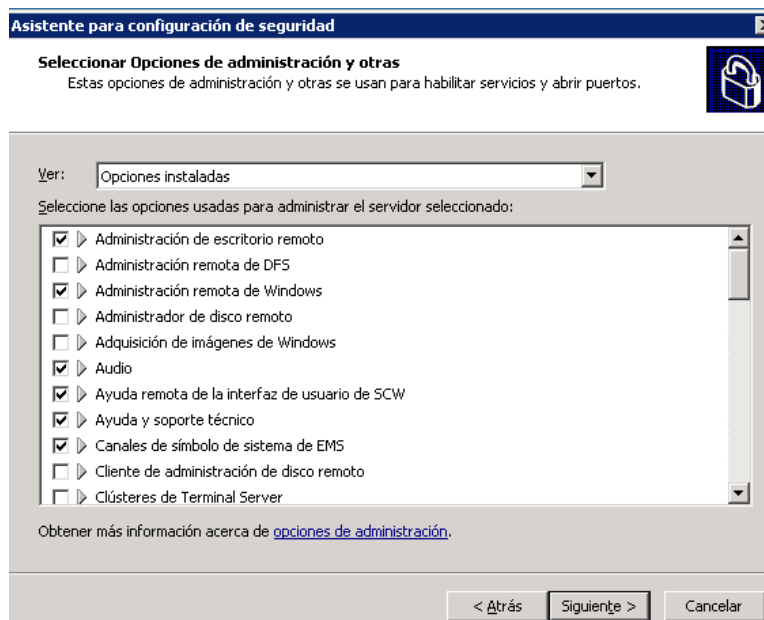 Asistente para configuración de seguridad
Seleccionar Opciones de administración y otras
Estas opciones de administración y otras se usan para habilitar servicios y abrir puertos.
Ver: Opciones instaladas
Seleccione las opciones usadas para administrar el servidor seleccionado:
Administración de escritorio remoto
Administración remota de DFS
Administración remota de Windows
Administrador de disco remoto
Adquisición de imágenes de Windows
Audio
Ayuda remota de la interfaz de usuario de SCW
Ayuda y soporte técnico
Canales de símbolo de sistema de EMS
Cliente de administración de disco remoto
Clústeres de Terminal Server
Obtener más información acerca de opciones de administración.
< Atrás Siguiente > Cancelar